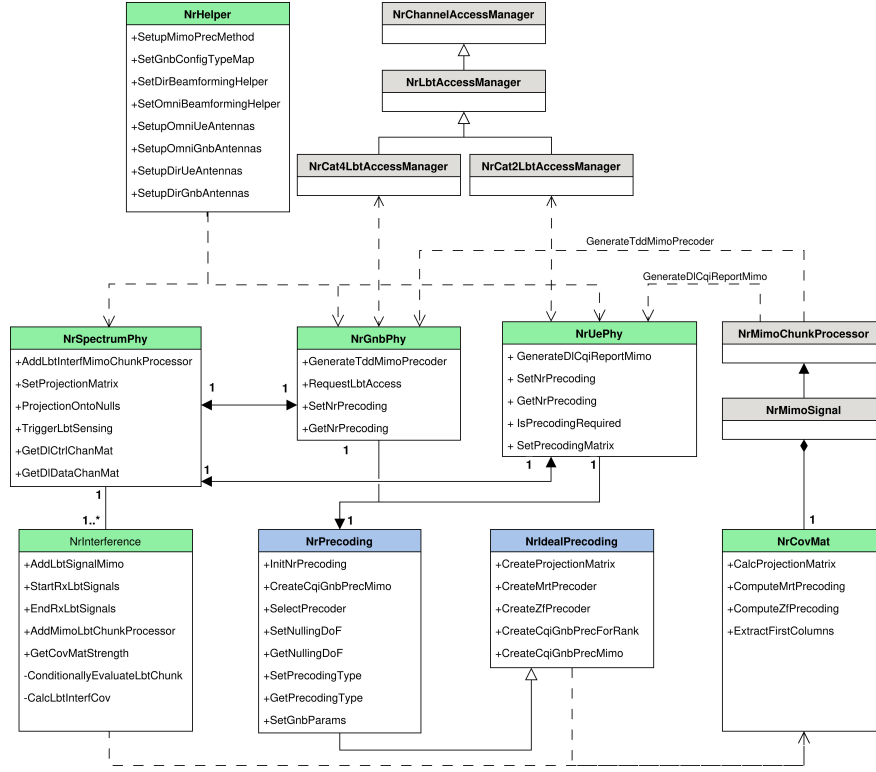 NrHelper
+SetupMimoPrecMethod
+SetGnbConfigTypeMap
+SetDirBeamformingHelper
+SetOmniBeamformingHelper
+SetupOmniUeAntennas
+SetupOmniGnbAntennas
+SetupDirUeAntennas
+SetupDirGnbAntennas
NrChannelAccessManager
NrLbtAccessManager
NrCat4LbtAccessManager
NrCat2LbtAccessManager
GenerateTddMimoPrecoder
GenerateDlCqiReportMimo
NrSpectrumPhy
+AddLbtInterfMimoChunkProcessor
+SetProjectionMatrix
+ProjectionOntoNulls
+TriggerLbtSensing
+GetDlCtrlChanMat
+GetDlDataChanMat
1
1
NrGnbPhy
+GenerateTddMimoPrecoder
+RequestLbtAccess
+SetNrPrecoding
+GetNrPrecoding
NrUePhy
+ GenerateDlCqiReportMimo
+ SetNrPrecoding
+ GetNrPrecoding
+ IsPrecodingRequired
+ SetPrecodingMatrix
NrMimoChunkProcessor
NrMimoSignal
1
1
1
1
1
1..*
1
1
NrInterference
+AddLbtSignalMimo
+StartRxLbtSignals
+EndRxLbtSignals
+AddMimoLbtChunkProcessor
+GetCovMatStrength
-ConditionallyEvaluateLbtChunk
-CalcLbtInterfCov
NrPrecoding
+InitNrPrecoding
+CreateCqiGnbPrecMimo
+SelectPrecoder
+SetNullingDoF
+GetNullingDoF
+SetPrecodingType
+GetPrecodingType
+SetGnbParams
NrIdealPrecoding
+CreateProjectionMatrix
+CreateMrtPrecoder
+CreateZfPrecoder
+CreateCqiGnbPrecForRank
+CreateCqiGnbPrecMimo
NrCovMat
+CalcProjectionMatrix
+ComputeMrtPrecoding
+ComputeZfPrecoding
+ExtractFirstColumns